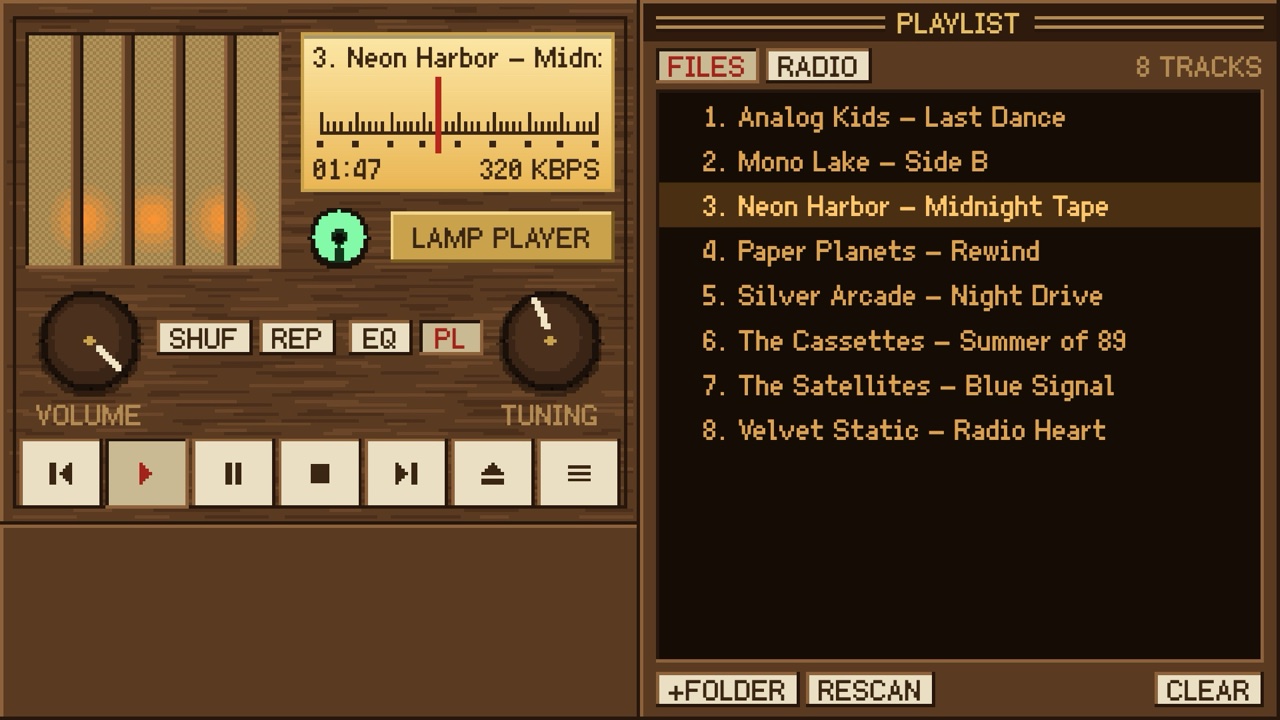 3. Neon Harbor – Midn:
01:47 320 KBPS
LAMP PLAYER
SHUF REP EQ PL
VOLUME TUNING
PLAYLIST
FILES RADIO 8 TRACKS
1. Analog Kids – Last Dance
2. Mono Lake – Side B
3. Neon Harbor – Midnight Tape
4. Paper Planets – Rewind
5. Silver Arcade – Night Drive
6. The Cassettes – Summer of 89
7. The Satellites – Blue Signal
8. Velvet Static – Radio Heart
+FOLDER RESCAN CLEAR